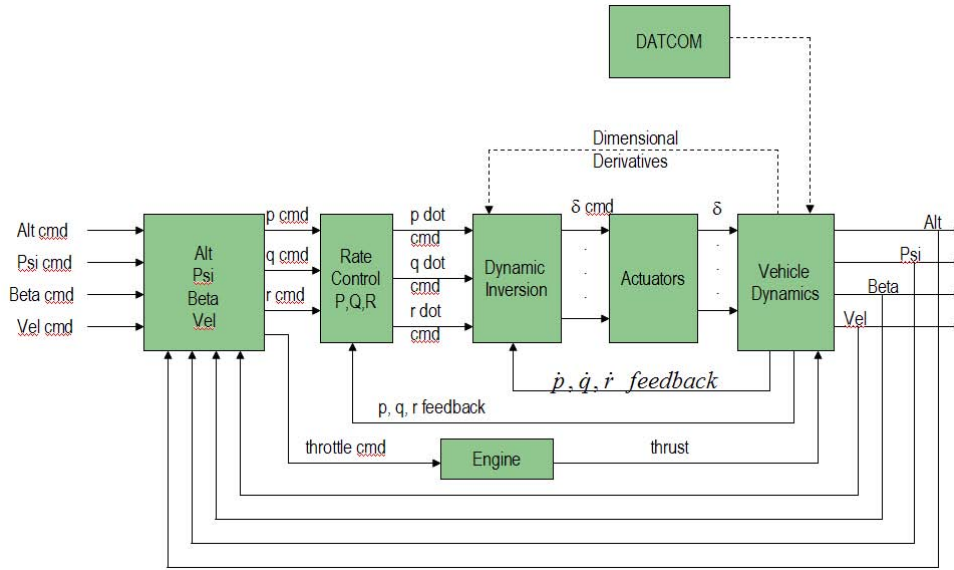 DATCOM
Dimensional
Derivatives
Alt cmd
Psi cmd
Beta cmd
Vel cmd
Alt
Psi
Beta
Vel
p cmd
q cmd
r cmd
Rate
Control
P,Q,R
p dot
cmd
q dot
cmd
r dot
cmd
Dynamic
Inversion
δ cmd
Actuators
δ
Vehicle
Dynamics
Alt
Psi
Beta
Vel
ṗ, q̇, ṙ feedback
p, q, r feedback
throttle cmd
Engine
thrust